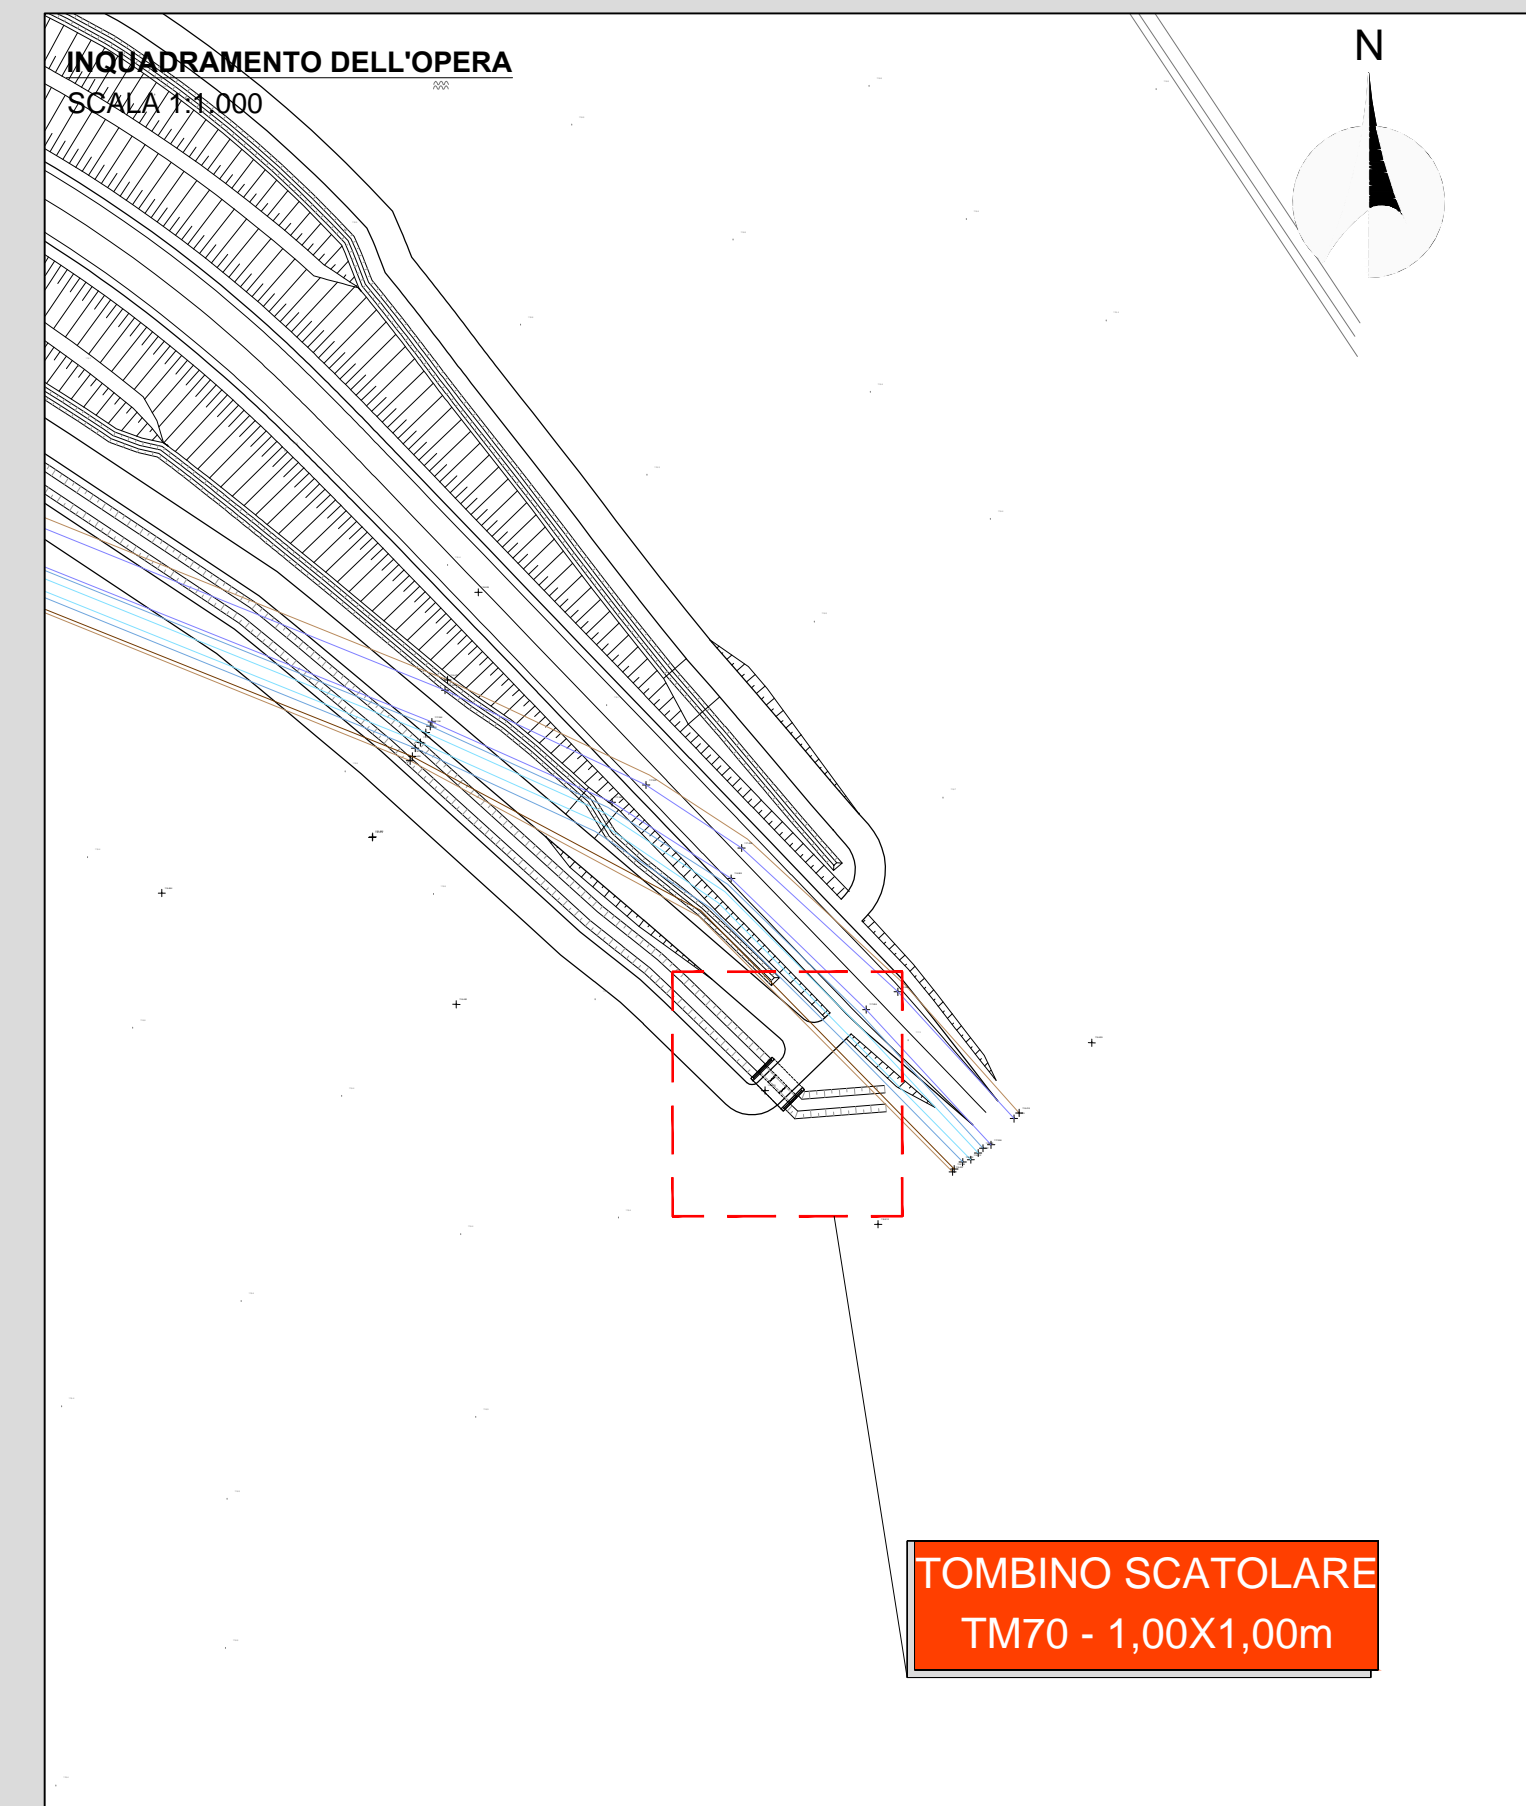 INQUADRAMENTO DELL'OPERA
SCALA 1:1.000
N
TOMBINO SCATOLARE
TM70 - 1,00X1,00m